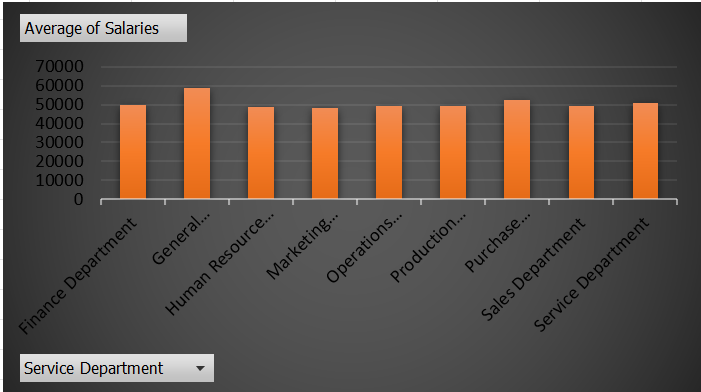 Average of Salaries
70000
60000
50000
40000
30000
20000
10000
0
Finance Department
General...
Human Resource...
Marketing...
Operations...
Production...
Purchase...
Sales Department
Service Department
Service Department